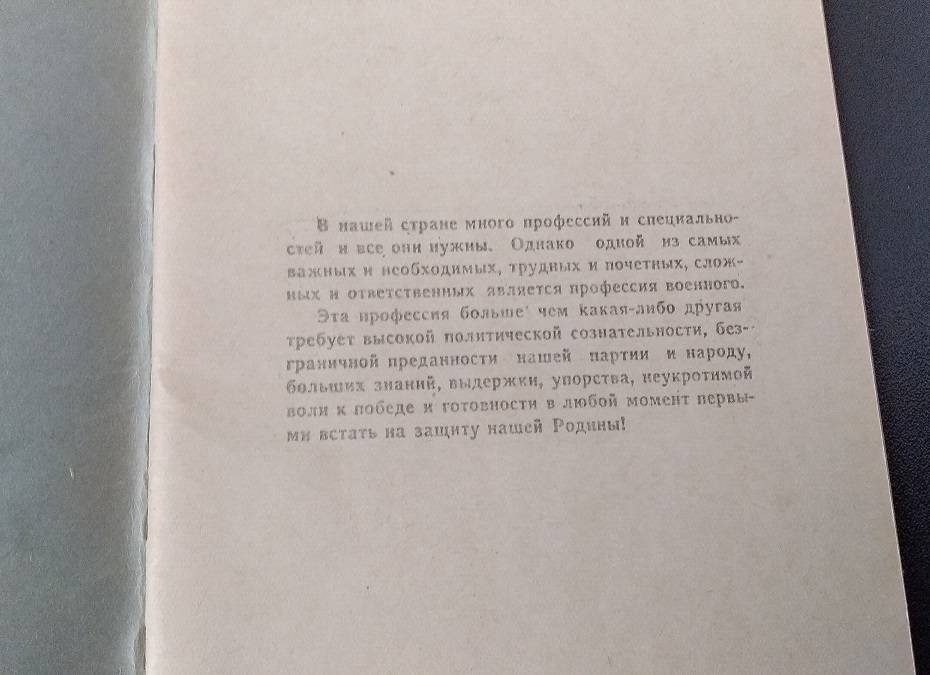 В нашей стране много профессий и специально-
стей и все они нужны. Однако одной из самых
важных и необходимых, трудных и почетных, слож-
ных и ответственных является профессия военного.
Эта профессия больше чем какая-либо другая
требует высокой политической сознательности, без-
граничной преданности нашей партии и народу,
больших знаний, выдержки, упорства, неукротимой
воли к победе и готовности в любой момент первы-
ми встать на защиту нашей Родины!